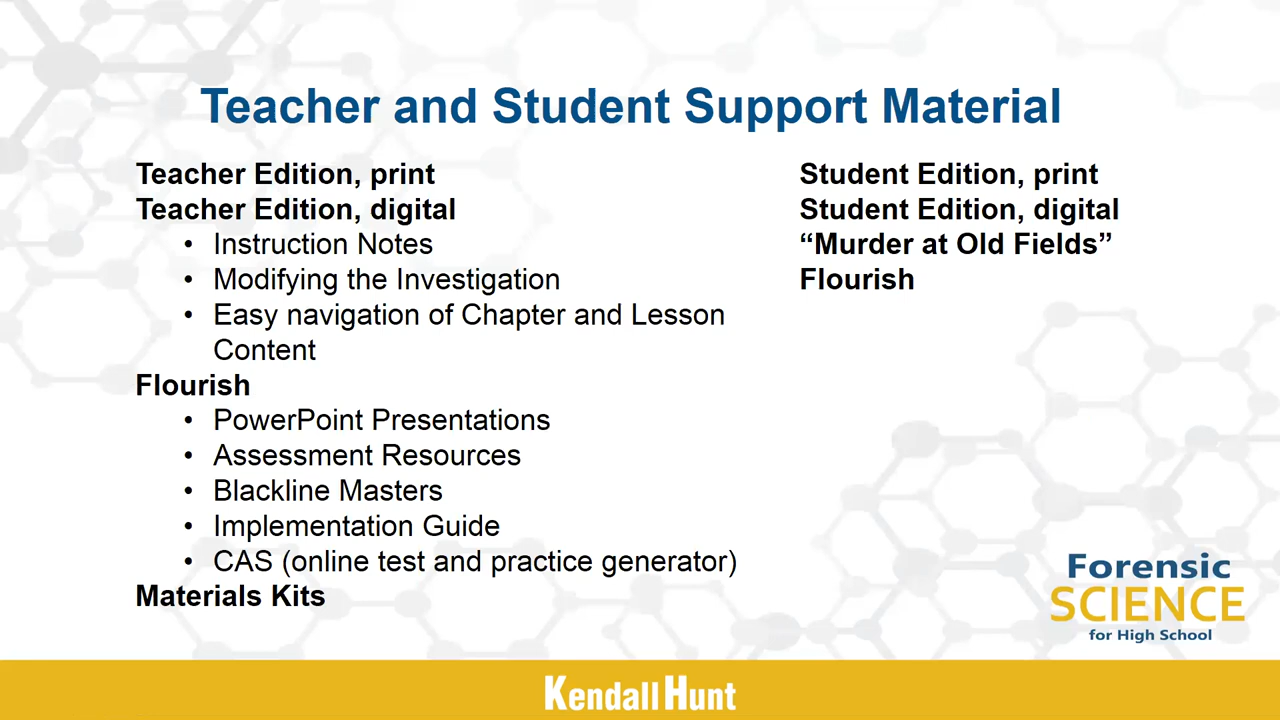 Teacher and Student Support Material
Teacher Edition, print
Teacher Edition, digital
• Instruction Notes
• Modifying the Investigation
• Easy navigation of Chapter and Lesson
Content
Flourish
• PowerPoint Presentations
• Assessment Resources
• Blackline Masters
• Implementation Guide
• CAS (online test and practice generator)
Materials Kits
Student Edition, print
Student Edition, digital
“Murder at Old Fields”
Flourish
Forensic
SCIENCE
for High School
Kendall Hunt